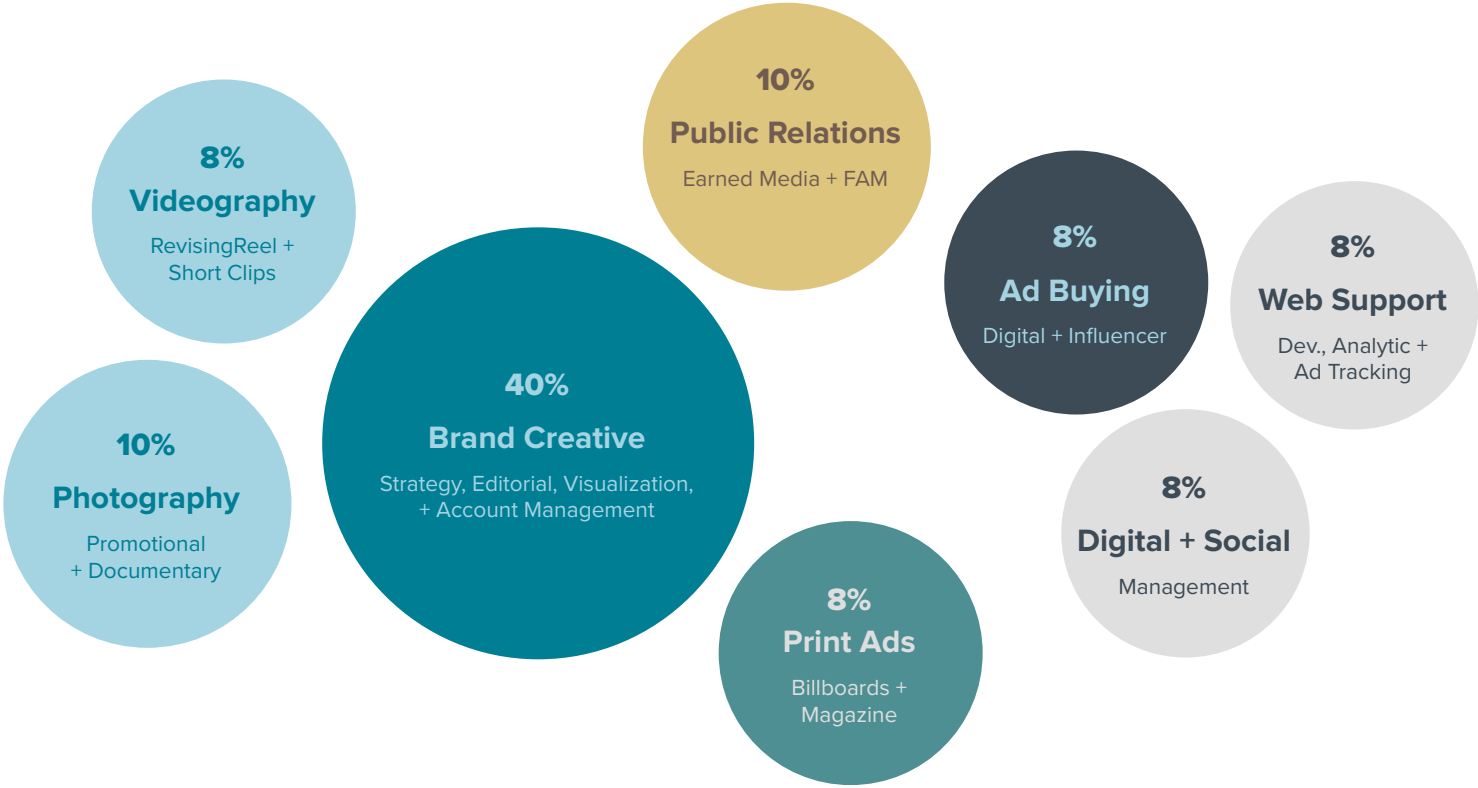 8%
Videography
RevisingReel +
Short Clips
10%
Photography
Promotional
+ Documentary
40%
Brand Creative
Strategy, Editorial, Visualization,
+ Account Management
10%
Public Relations
Earned Media + FAM
8%
Print Ads
Billboards +
Magazine
8%
Ad Buying
Digital + Influencer
8%
Web Support
Dev., Analytic +
Ad Tracking
8%
Digital + Social
Management